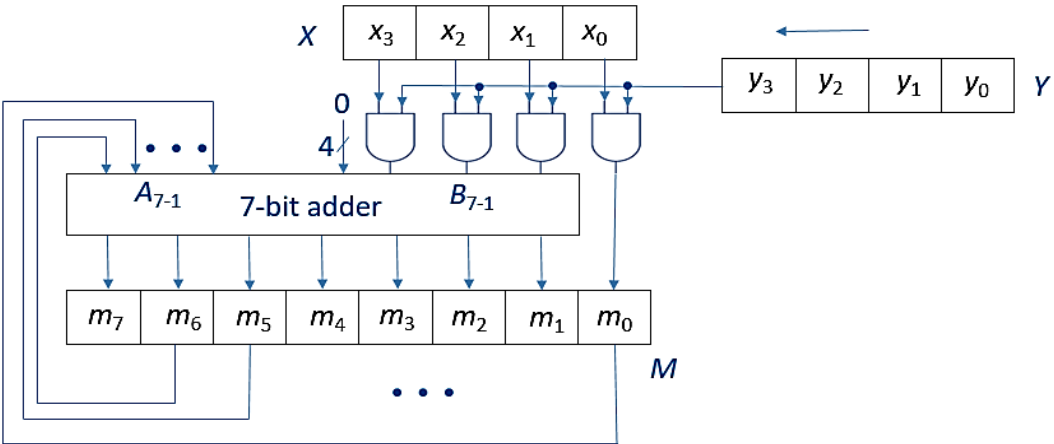 X x₃ x₂ x₁ x₀
y₃ y₂ y₁ y₀ Y
0
4
A₇₋₁ 7-bit adder B₇₋₁
m₇ m₆ m₅ m₄ m₃ m₂ m₁ m₀
M